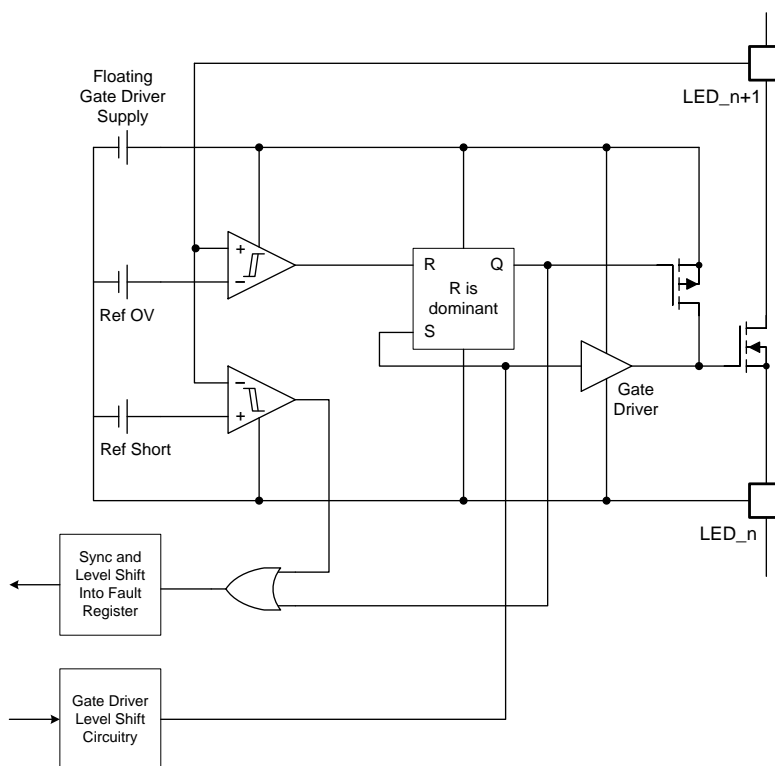 Floating
Gate Driver
Supply
LED_n+1
+
−
R
Q
R is
dominant
S
Ref OV
−
+
Gate
Driver
Ref Short
LED_n
Sync and
Level Shift
Into Fault
Register
Gate Driver
Level Shift
Circuitry